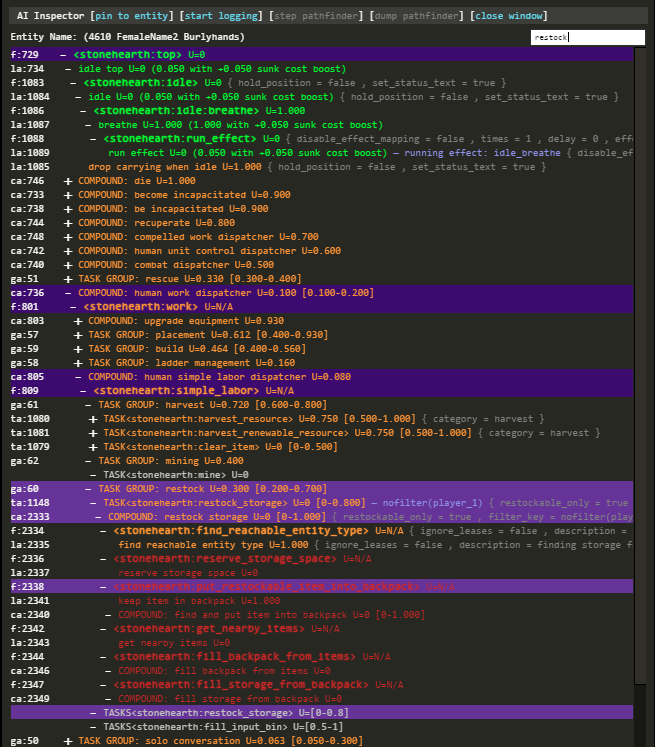 AI Inspector [pin to entity] [start logging] [step pathfinder] [dump pathfinder] [close window]
Entity Name: (4610 FemaleName2 Burlyhands) restock
f:729 – <stonehearth:top> U=0
la:734 – idle top U=0 (0.050 with +0.050 sunk cost boost)
f:1083 – <stonehearth:idle> U=0 { hold_position = false , set_status_text = true }
la:1084 – idle U=0 (0.050 with +0.050 sunk cost boost) { hold_position = false , set_status_text = true }
f:1086 – <stonehearth:idle:breathe> U=1.000
la:1087 – breathe U=1.000 (1.000 with +0.050 sunk cost boost)
f:1088 – <stonehearth:run_effect> U=0 { disable_effect_mapping = false , times = 1 , delay = 0 , eff
la:1089 run effect U=0 (0.050 with +0.050 sunk cost boost) – running effect: idle_breathe { disable_ef
la:1085 drop carrying when idle U=1.000 { hold_position = false , set_status_text = true }
ca:746 + COMPOUND: die U=1.000
ca:733 + COMPOUND: become incapacitated U=0.900
ca:738 + COMPOUND: be incapacitated U=0.900
ca:744 + COMPOUND: recuperate U=0.800
ca:748 + COMPOUND: compelled work dispatcher U=0.700
ca:742 + COMPOUND: human unit control dispatcher U=0.600
ca:740 + COMPOUND: combat dispatcher U=0.500
ga:51 + TASK GROUP: rescue U=0.330 [0.300-0.400]
ca:736 – COMPOUND: human work dispatcher U=0.100 [0.100-0.200]
f:801 – <stonehearth:work> U=N/A
ca:803 + COMPOUND: upgrade equipment U=0.930
ga:57 + TASK GROUP: placement U=0.612 [0.400-0.930]
ga:59 + TASK GROUP: build U=0.464 [0.400-0.560]
ga:58 + TASK GROUP: ladder management U=0.160
ca:805 – COMPOUND: human simple labor dispatcher U=0.080
f:809 – <stonehearth:simple_labor> U=N/A
ga:61 – TASK GROUP: harvest U=0.720 [0.600-0.800]
ta:1080 + TASK<stonehearth:harvest_resource> U=0.750 [0.500-1.000] { category = harvest }
ta:1081 + TASK<stonehearth:harvest_renewable_resource> U=0.750 [0.500-1.000] { category = harvest }
ta:1079 + TASK<stonehearth:clear_item> U=0 [0-0.500]
ga:62 – TASK GROUP: mining U=0.400
– TASK<stonehearth:mine> U=0
ga:60 – TASK GROUP: restock U=0.300 [0.200-0.700]
ta:1148 – TASK<stonehearth:restock_storage> U=0 [0-0.800] – nofilter(player_1) { restockable_only = true
ca:2333 – COMPOUND: restock storage U=0 [0-1.000] { restockable_only = true , filter_key = nofilter(play
f:2334 – <stonehearth:find_reachable_entity_type> U=N/A { ignore_leases = false , description =
la:2335 find reachable entity type U=1.000 { ignore_leases = false , description = finding storage f
f:2336 – <stonehearth:reserve_storage_space> U=N/A
la:2337 reserve storage space U=0
f:2338 – <stonehearth:put_restockable_item_into_backpack> U=N/A
la:2341 keep item in backpack U=1.000
ca:2340 – COMPOUND: find and put item into backpack U=0 [0-1.000]
f:2342 – <stonehearth:get_nearby_items> U=N/A
la:2343 get nearby items U=0
f:2344 – <stonehearth:fill_backpack_from_items> U=N/A
ca:2346 – COMPOUND: fill backpack from items U=0
f:2347 – <stonehearth:fill_storage_from_backpack> U=N/A
ca:2349 – COMPOUND: fill storage from backpack U=0
– TASKS<stonehearth:restock_storage> U=[0-0.8]
– TASKS<stonehearth:fill_input_bin> U=[0.5-1]
ga:50 + TASK GROUP: solo conversation U=0.063 [0.050-0.300]